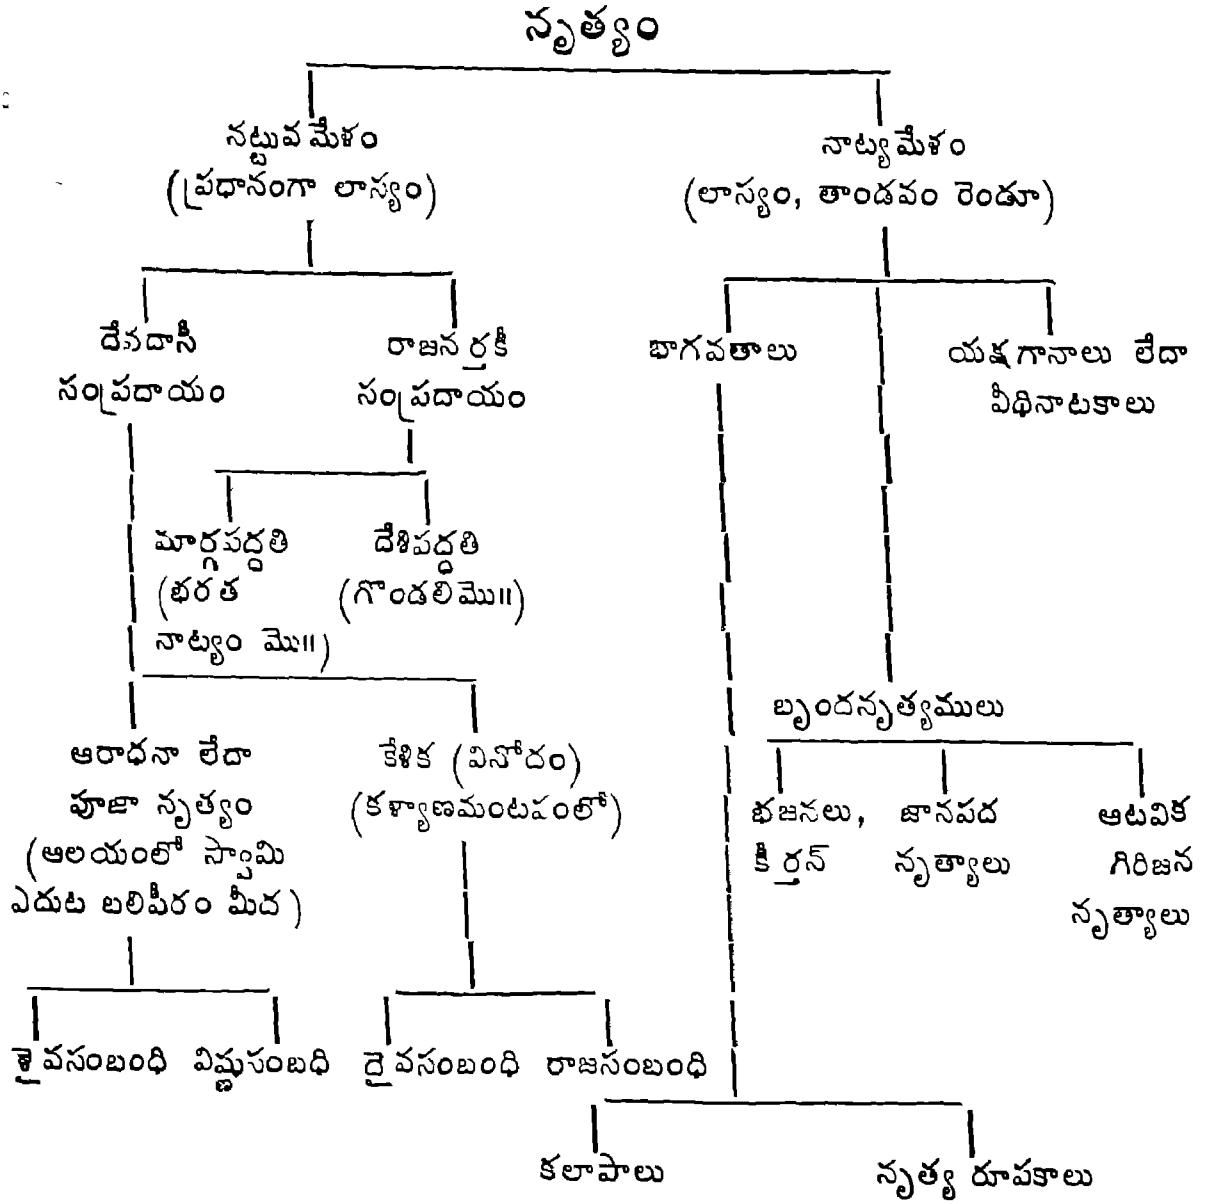 నృత్యం
నట్టువమేళం
(ప్రధానంగా లాస్యం)
నాట్యమేళం
(లాస్యం, తాండవం రెండూ)
దేవదాసీ
సంప్రదాయం
రాజనర్తకీ
సంప్రదాయం
భాగవతాలు
యక్షగానాలు లేదా
వీథినాటకాలు
మార్గపద్ధతి
(భరత
నాట్యం మొ॥)
దేశిపద్ధతి
(గొండలిమొ॥)
బృందనృత్యములు
ఆరాధనా లేదా
పూజా నృత్యం
(ఆలయంలో స్వామి
ఎదుట బలిపీఠం మీద)
కేళిక (వినోదం)
(కళ్యాణమంటపంలో)
భజనలు,
కీర్తన్
జానపద
నృత్యాలు
ఆటవిక
గిరిజన
నృత్యాలు
శైవసంబంధి
విష్ణుసంబధి
దైవసంబంధి
రాజసంబంధి
కలాపాలు
నృత్య రూపకాలు